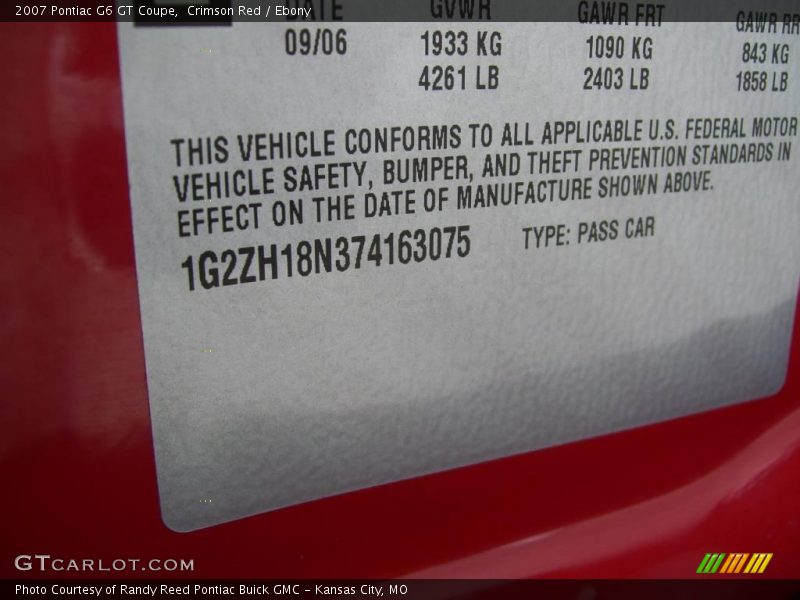 2007 Pontiac G6 GT Coupe, Crimson Red / Ebony
DATE GVWR GAWR FRT GAWR RR
09/06 1933 KG 1090 KG 843 KG
4261 LB 2403 LB 1858 LB
THIS VEHICLE CONFORMS TO ALL APPLICABLE U.S. FEDERAL MOTOR
VEHICLE SAFETY, BUMPER, AND THEFT PREVENTION STANDARDS IN
EFFECT ON THE DATE OF MANUFACTURE SHOWN ABOVE.
1G2ZH18N374163075 TYPE: PASS CAR
GTCARLOT.COM
Photo Courtesy of Randy Reed Pontiac Buick GMC - Kansas City, MO